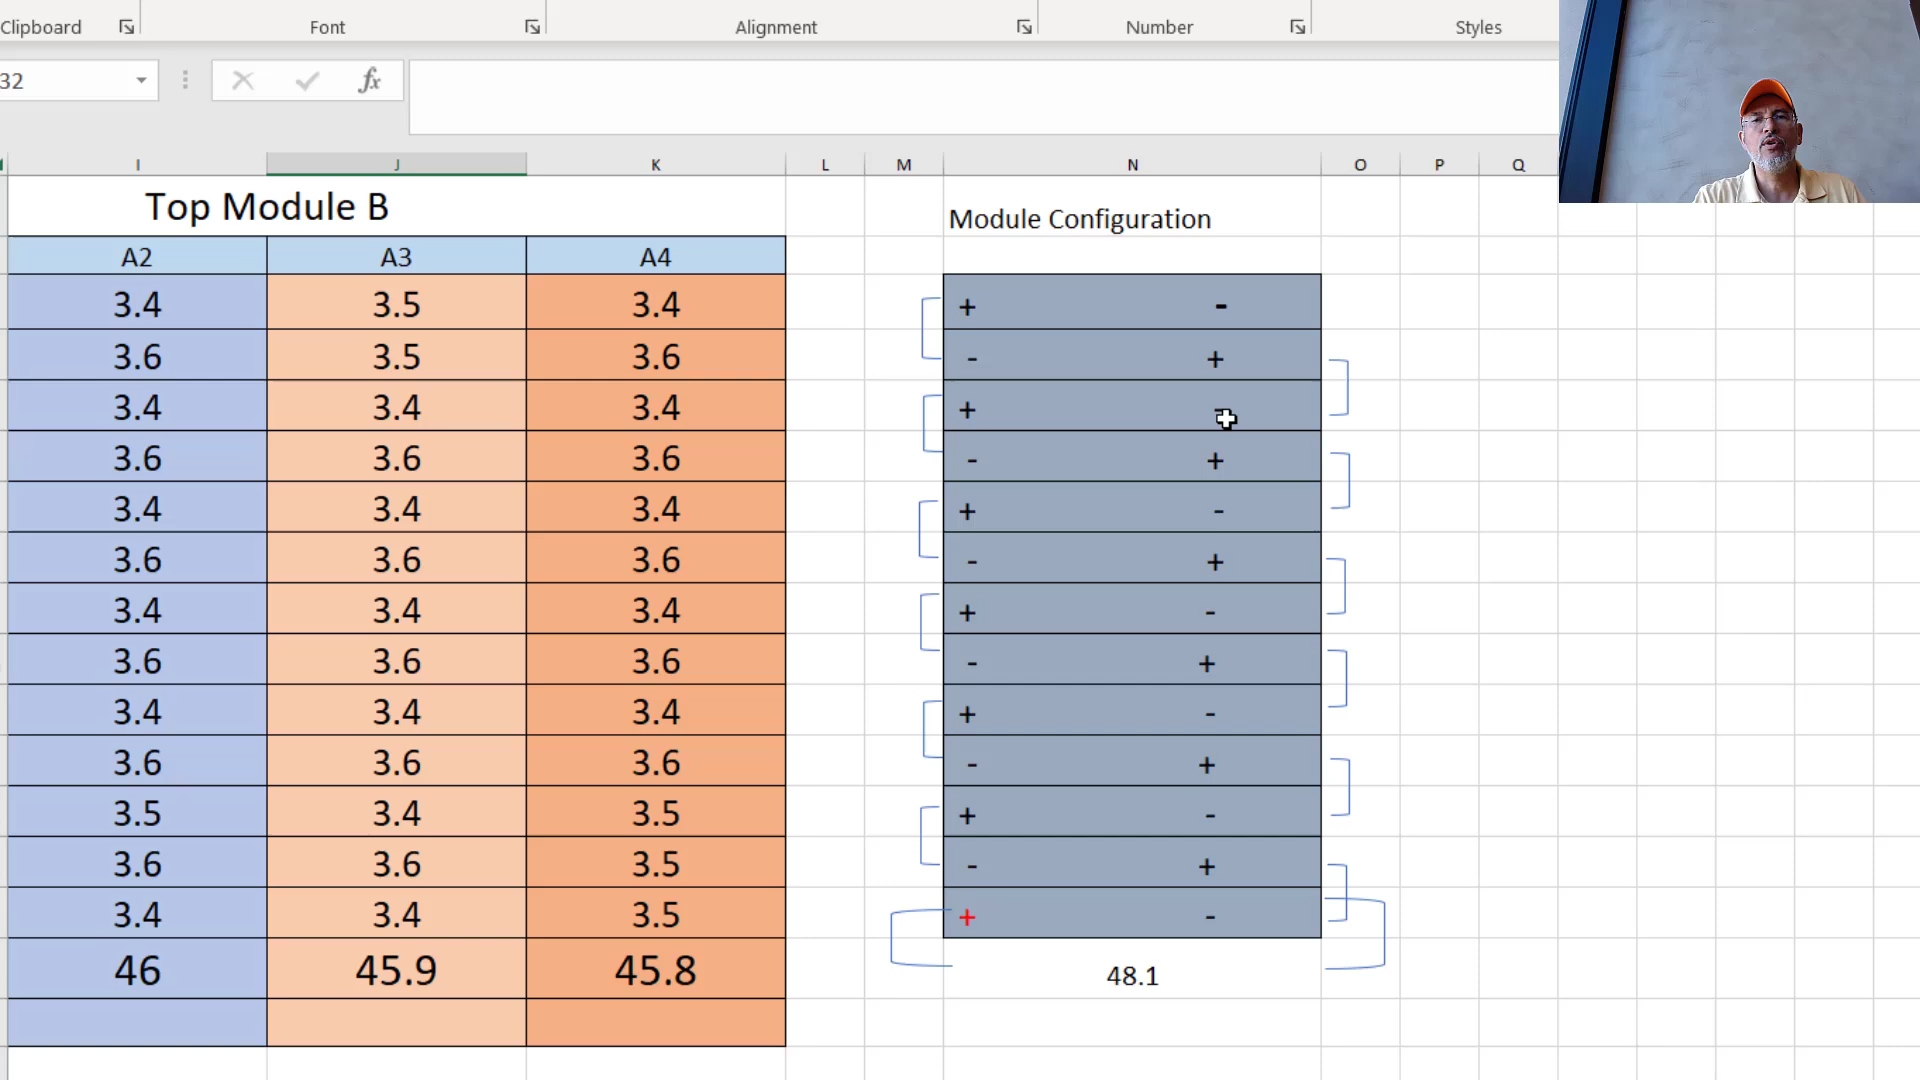 Clipboard Font Alignment Number Styles
32 fx
I J K L M N O P Q
Top Module B Module Configuration
A2 A3 A4
3.4 3.5 3.4 + -
3.6 3.5 3.6 - +
3.4 3.4 3.4 +
3.6 3.6 3.6 - +
3.4 3.4 3.4 + -
3.6 3.6 3.6 - +
3.4 3.4 3.4 + -
3.6 3.6 3.6 - +
3.4 3.4 3.4 + -
3.6 3.6 3.6 - +
3.5 3.4 3.5 + -
3.6 3.6 3.5 - +
3.4 3.4 3.5 + -
46 45.9 45.8 48.1